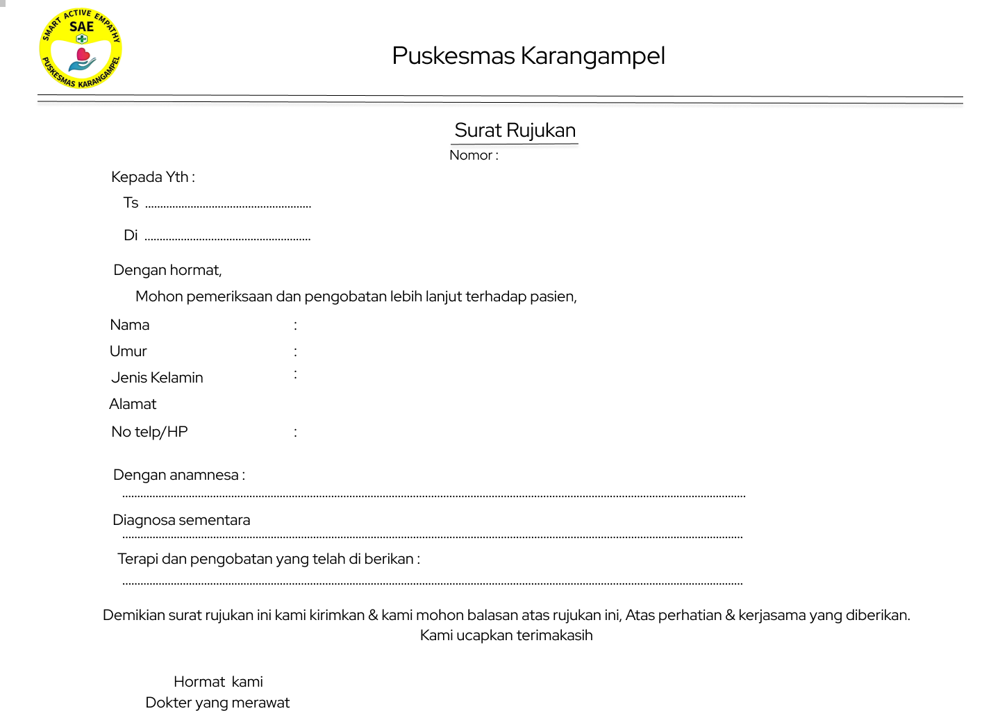 SMART ACTIVE EMPATHY
SAE
PUSKESMAS KARANGAMPEL
Puskesmas Karangampel
Surat Rujukan
Nomor :
Kepada Yth :
Ts ........................................................
Di ........................................................
Dengan hormat,
Mohon pemeriksaan dan pengobatan lebih lanjut terhadap pasien,
Nama :
Umur :
Jenis Kelamin :
Alamat
No telp/HP :
Dengan anamnesa :
................................................................................................................................................................
Diagnosa sementara
................................................................................................................................................................
Terapi dan pengobatan yang telah di berikan :
................................................................................................................................................................
Demikian surat rujukan ini kami kirimkan & kami mohon balasan atas rujukan ini, Atas perhatian & kerjasama yang diberikan.
Kami ucapkan terimakasih
Hormat kami
Dokter yang merawat